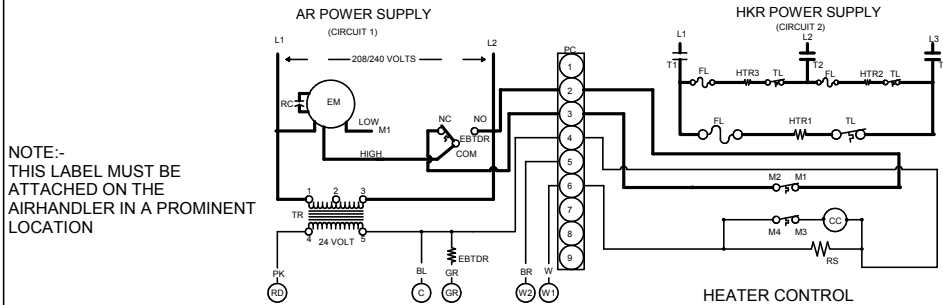 AR POWER SUPPLY
(CIRCUIT 1)
HKR POWER SUPPLY
(CIRCUIT 2)
L1
L2
208/240 VOLTS
L1
L2
L3
T1
T2
T
PC
1
2
3
4
5
6
7
8
9
FL
HTR3
TL
FL
HTR2
TL
FL
HTR1
TL
RC
EM
LOW
M1
HIGH
NC
NO
EBTDR
COM
NOTE:-
THIS LABEL MUST BE
ATTACHED ON THE
AIRHANDLER IN A PROMINENT
LOCATION
1
2
3
TR
4
24 VOLT
5
M2
M1
CC
M4
M3
RS
EBTDR
PK
BL
GR
BR
W
RD
C
GR
W2
W1
HEATER CONTROL